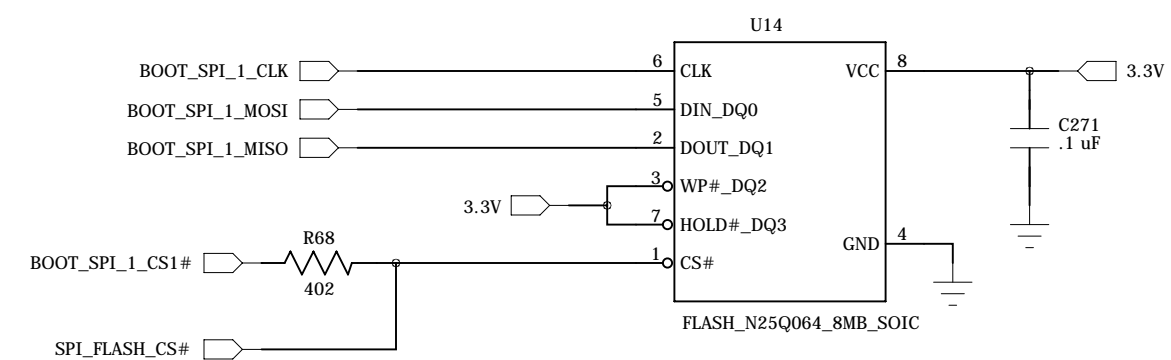 U14
BOOT_SPI_1_CLK 6 CLK VCC 8 3.3V
BOOT_SPI_1_MOSI 5 DIN_DQ0
C271
.1 uF
BOOT_SPI_1_MISO 2 DOUT_DQ1
3 WP#_DQ2
3.3V
7 HOLD#_DQ3
R68
GND 4
BOOT_SPI_1_CS1# 1 CS#
402
FLASH_N25Q064_8MB_SOIC
SPI_FLASH_CS#